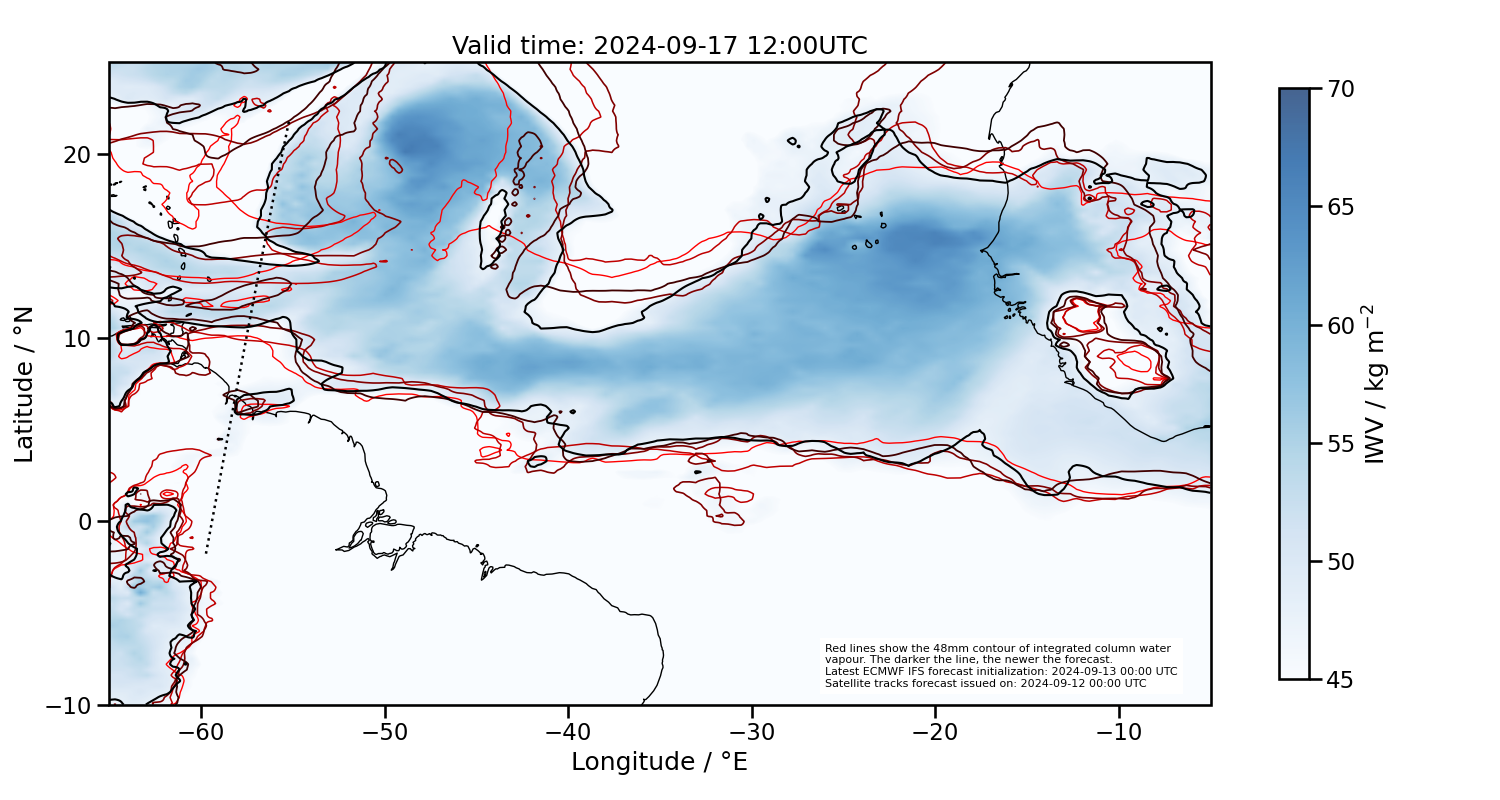 Valid time: 2024-09-17 12:00UTC
Latitude / °N
20
10
0
−10
−60
−50
−40
−30
−20
−10
Longitude / °E
Red lines show the 48mm contour of integrated column water
vapour. The darker the line, the newer the forecast.
Latest ECMWF IFS forecast initialization: 2024-09-13 00:00 UTC
Satellite tracks forecast issued on: 2024-09-12 00:00 UTC
70
65
60
55
50
45
IWV / kg m⁻²